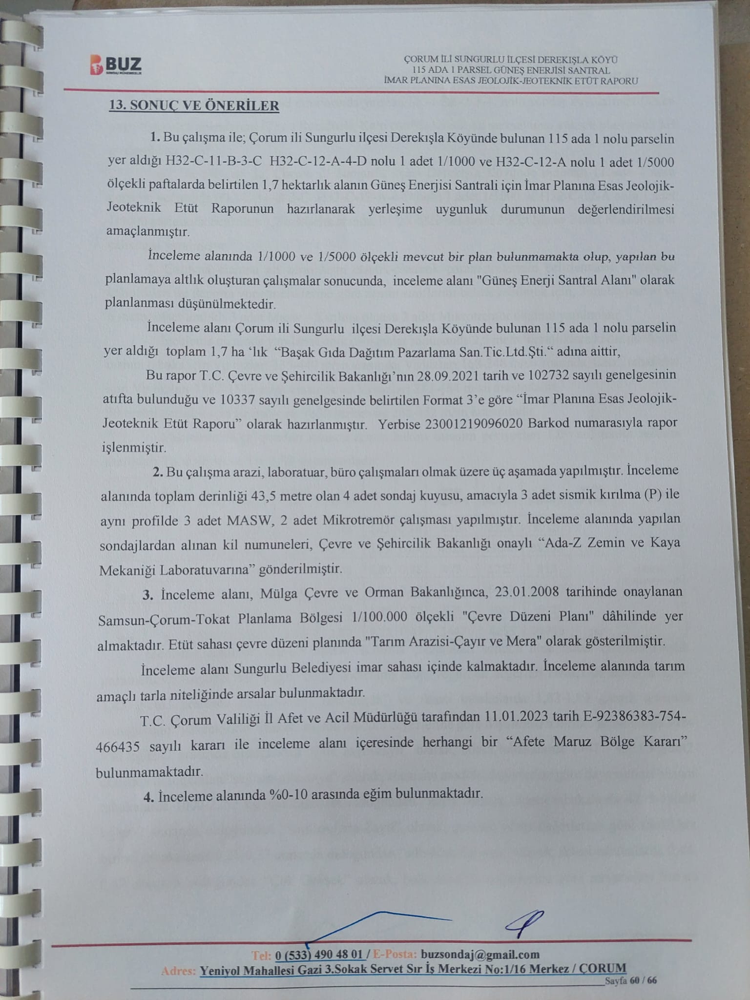 BUZ
SONDAJ MÜHENDİSLİK
ÇORUM İLİ SUNGURLU İLÇESİ DEREKIŞLA KÖYÜ
115 ADA 1 PARSEL GÜNEŞ ENERJİSİ SANTRAL
İMAR PLANINA ESAS JEOLOJİK-JEOTEKNİK ETÜT RAPORU
13. SONUÇ VE ÖNERİLER
1. Bu çalışma ile; Çorum ili Sungurlu ilçesi Derekışla Köyünde bulunan 115 ada 1 nolu parselin
yer aldığı H32-C-11-B-3-C H32-C-12-A-4-D nolu 1 adet 1/1000 ve H32-C-12-A nolu 1 adet 1/5000
ölçekli paftalarda belirtilen 1,7 hektarlık alanın Güneş Enerjisi Santrali için İmar Planına Esas Jeolojik-
Jeoteknik Etüt Raporunun hazırlanarak yerleşime uygunluk durumunun değerlendirilmesi
amaçlanmıştır.
İnceleme alanında 1/1000 ve 1/5000 ölçekli mevcut bir plan bulunmamakta olup, yapılan bu
planlamaya altlık oluşturan çalışmalar sonucunda, inceleme alanı "Güneş Enerji Santral Alanı" olarak
planlanması düşünülmektedir.
İnceleme alanı Çorum ili Sungurlu ilçesi Derekışla Köyünde bulunan 115 ada 1 nolu parselin
yer aldığı toplam 1,7 ha ‘lık “Başak Gıda Dağıtım Pazarlama San.Tic.Ltd.Şti.“ adına aittir,
Bu rapor T.C. Çevre ve Şehircilik Bakanlığı’nın 28.09.2021 tarih ve 102732 sayılı genelgesinin
atıfta bulunduğu ve 10337 sayılı genelgesinde belirtilen Format 3’e göre “İmar Planına Esas Jeolojik-
Jeoteknik Etüt Raporu” olarak hazırlanmıştır. Yerbise 23001219096020 Barkod numarasıyla rapor
işlenmiştir.
2. Bu çalışma arazi, laboratuar, büro çalışmaları olmak üzere üç aşamada yapılmıştır. İnceleme
alanında toplam derinliği 43,5 metre olan 4 adet sondaj kuyusu, amacıyla 3 adet sismik kırılma (P) ile
aynı profilde 3 adet MASW, 2 adet Mikrotremör çalışması yapılmıştır. İnceleme alanında yapılan
sondajlardan alınan kil numuneleri, Çevre ve Şehircilik Bakanlığı onaylı “Ada-Z Zemin ve Kaya
Mekaniği Laboratuvarına” gönderilmiştir.
3. İnceleme alanı, Mülga Çevre ve Orman Bakanlığınca, 23.01.2008 tarihinde onaylanan
Samsun-Çorum-Tokat Planlama Bölgesi 1/100.000 ölçekli "Çevre Düzeni Planı" dâhilinde yer
almaktadır. Etüt sahası çevre düzeni planında "Tarım Arazisi-Çayır ve Mera" olarak gösterilmiştir.
İnceleme alanı Sungurlu Belediyesi imar sahası içinde kalmaktadır. İnceleme alanında tarım
amaçlı tarla niteliğinde arsalar bulunmaktadır.
T.C. Çorum Valiliği İl Afet ve Acil Müdürlüğü tarafından 11.01.2023 tarih E-92386383-754-
466435 sayılı kararı ile inceleme alanı içeresinde herhangi bir “Afete Maruz Bölge Kararı”
bulunmamaktadır.
4. İnceleme alanında %0-10 arasında eğim bulunmaktadır.
Tel: 0 (533) 490 48 01 / E-Posta: buzsondaj@gmail.com
Adres: Yeniyol Mahallesi Gazi 3.Sokak Servet Sır İş Merkezi No:1/16 Merkez / ÇORUM
Sayfa 60 / 66